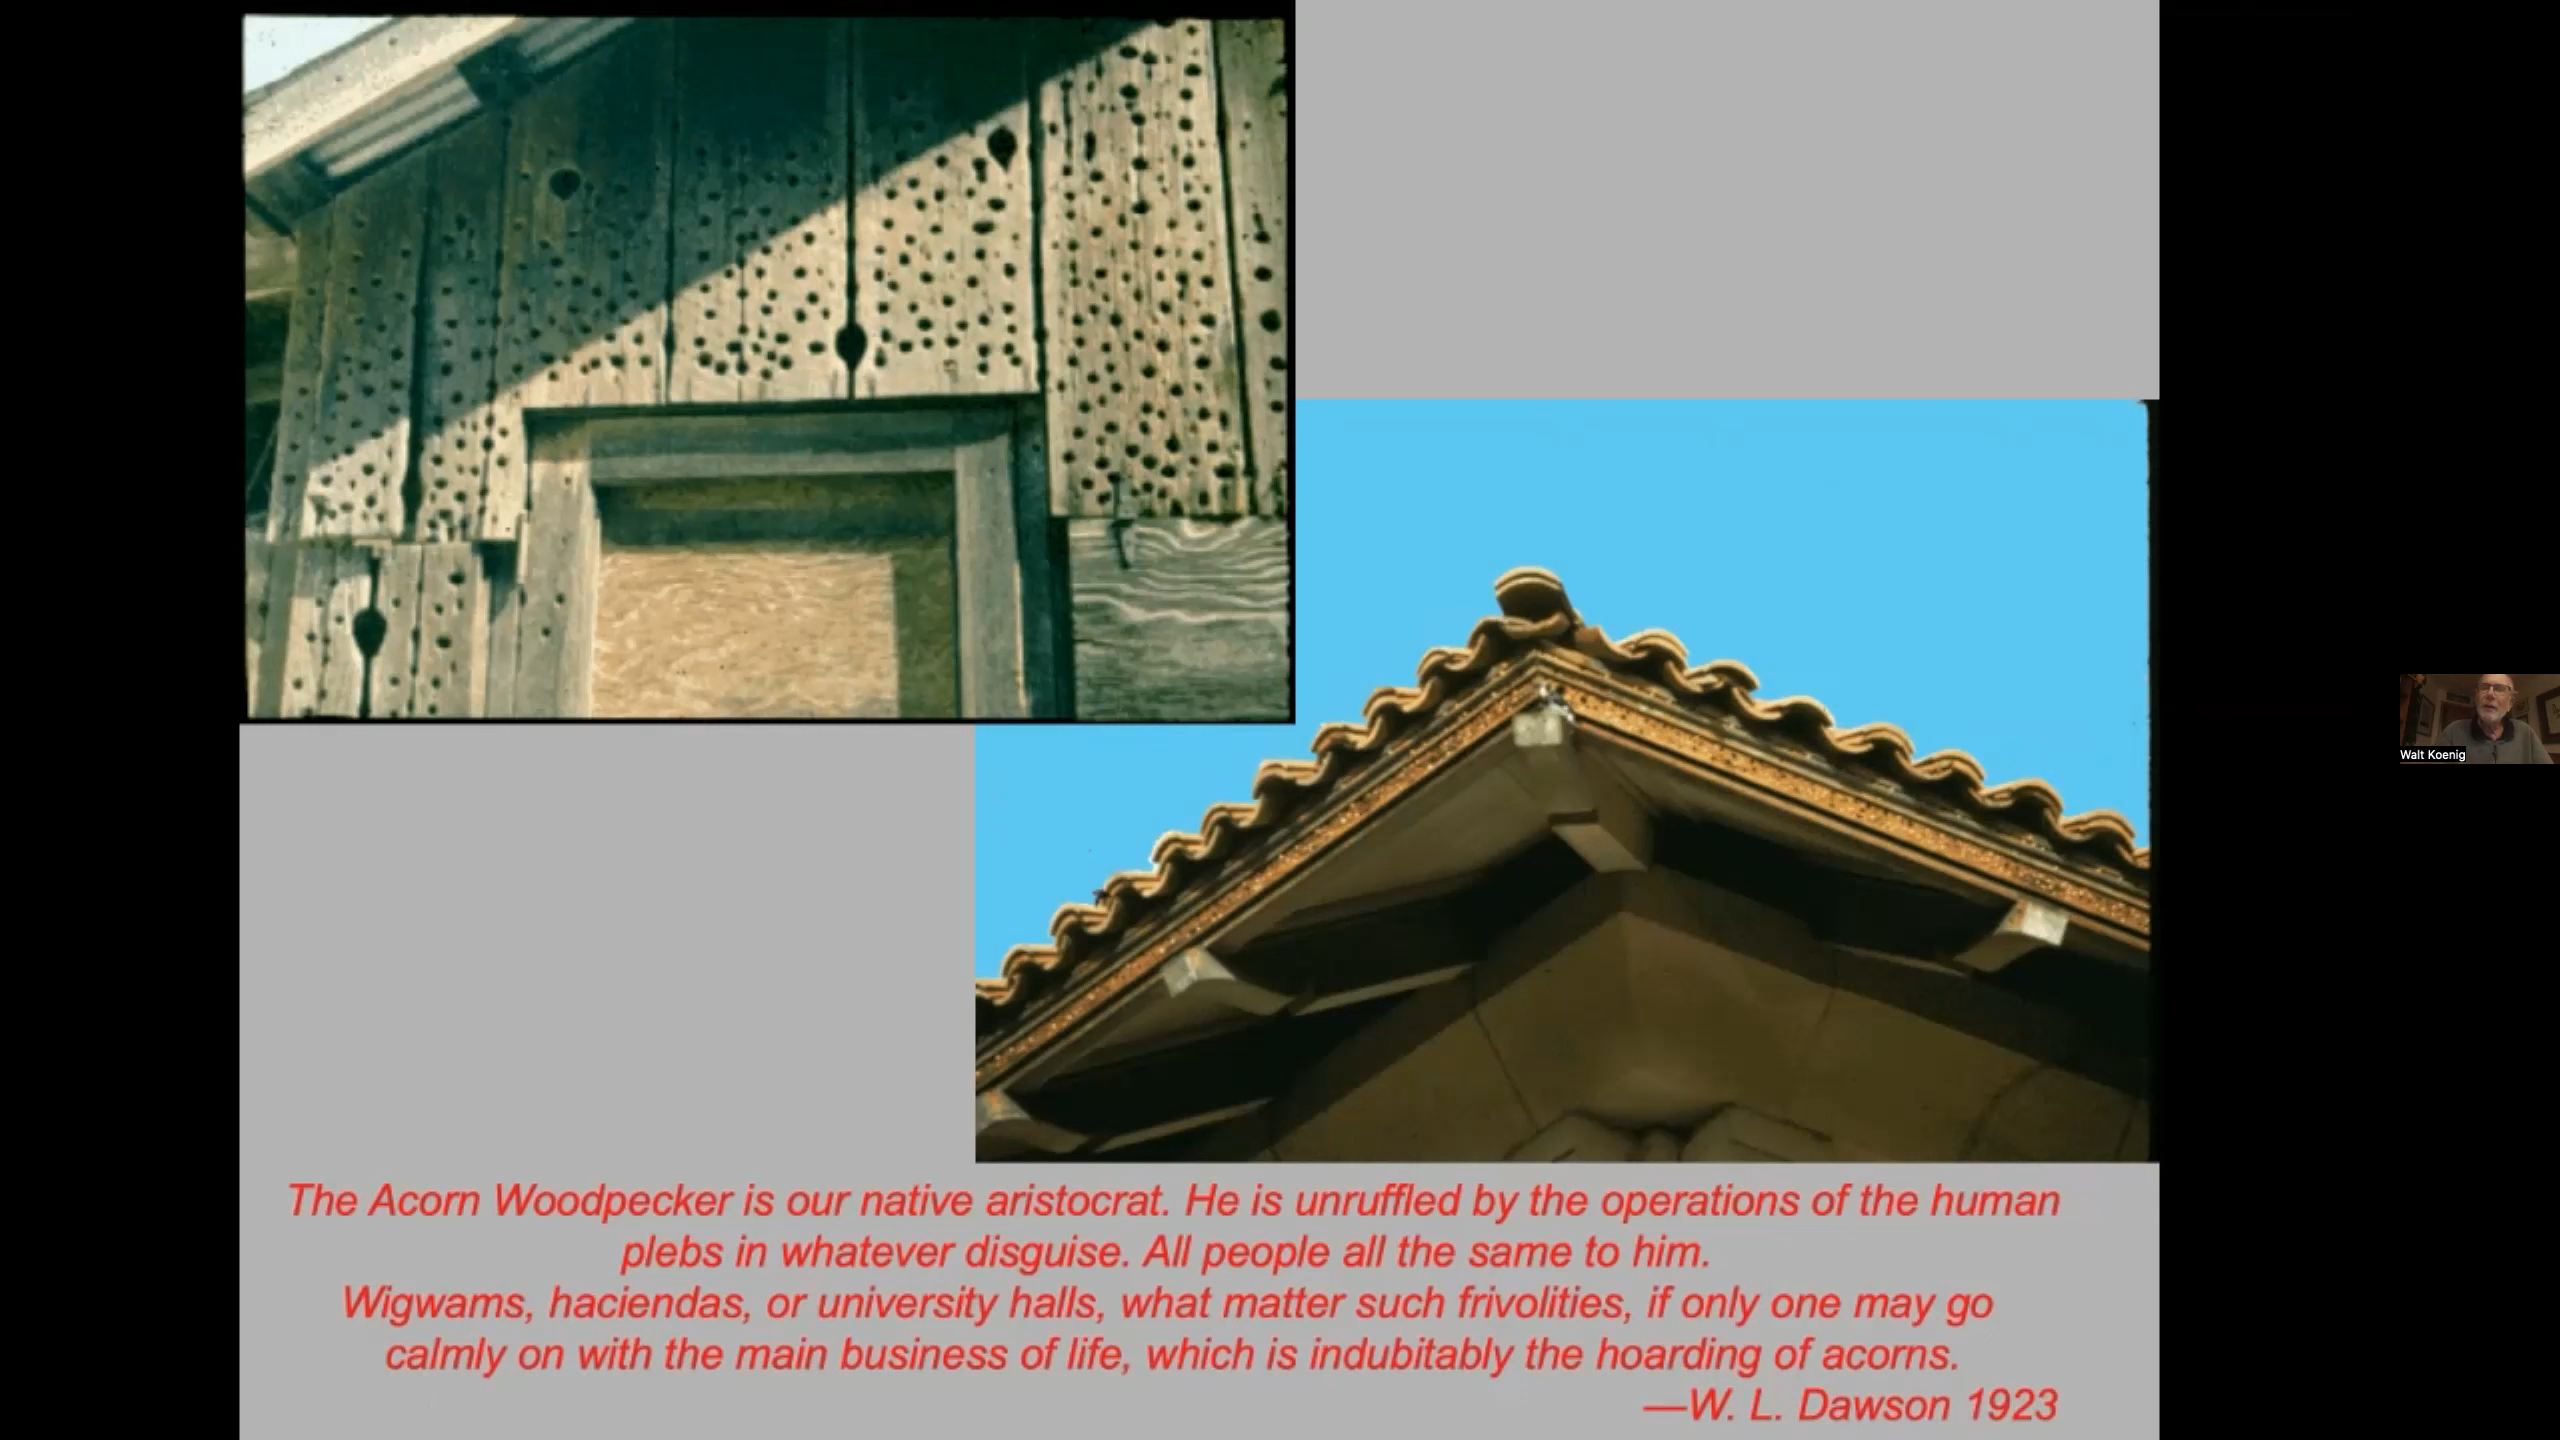 The Acorn Woodpecker is our native aristocrat. He is unruffled by the operations of the human
plebs in whatever disguise. All people all the same to him.
Wigwams, haciendas, or university halls, what matter such frivolities, if only one may go
calmly on with the main business of life, which is indubitably the hoarding of acorns.
—W. L. Dawson 1923
Walt Koenig